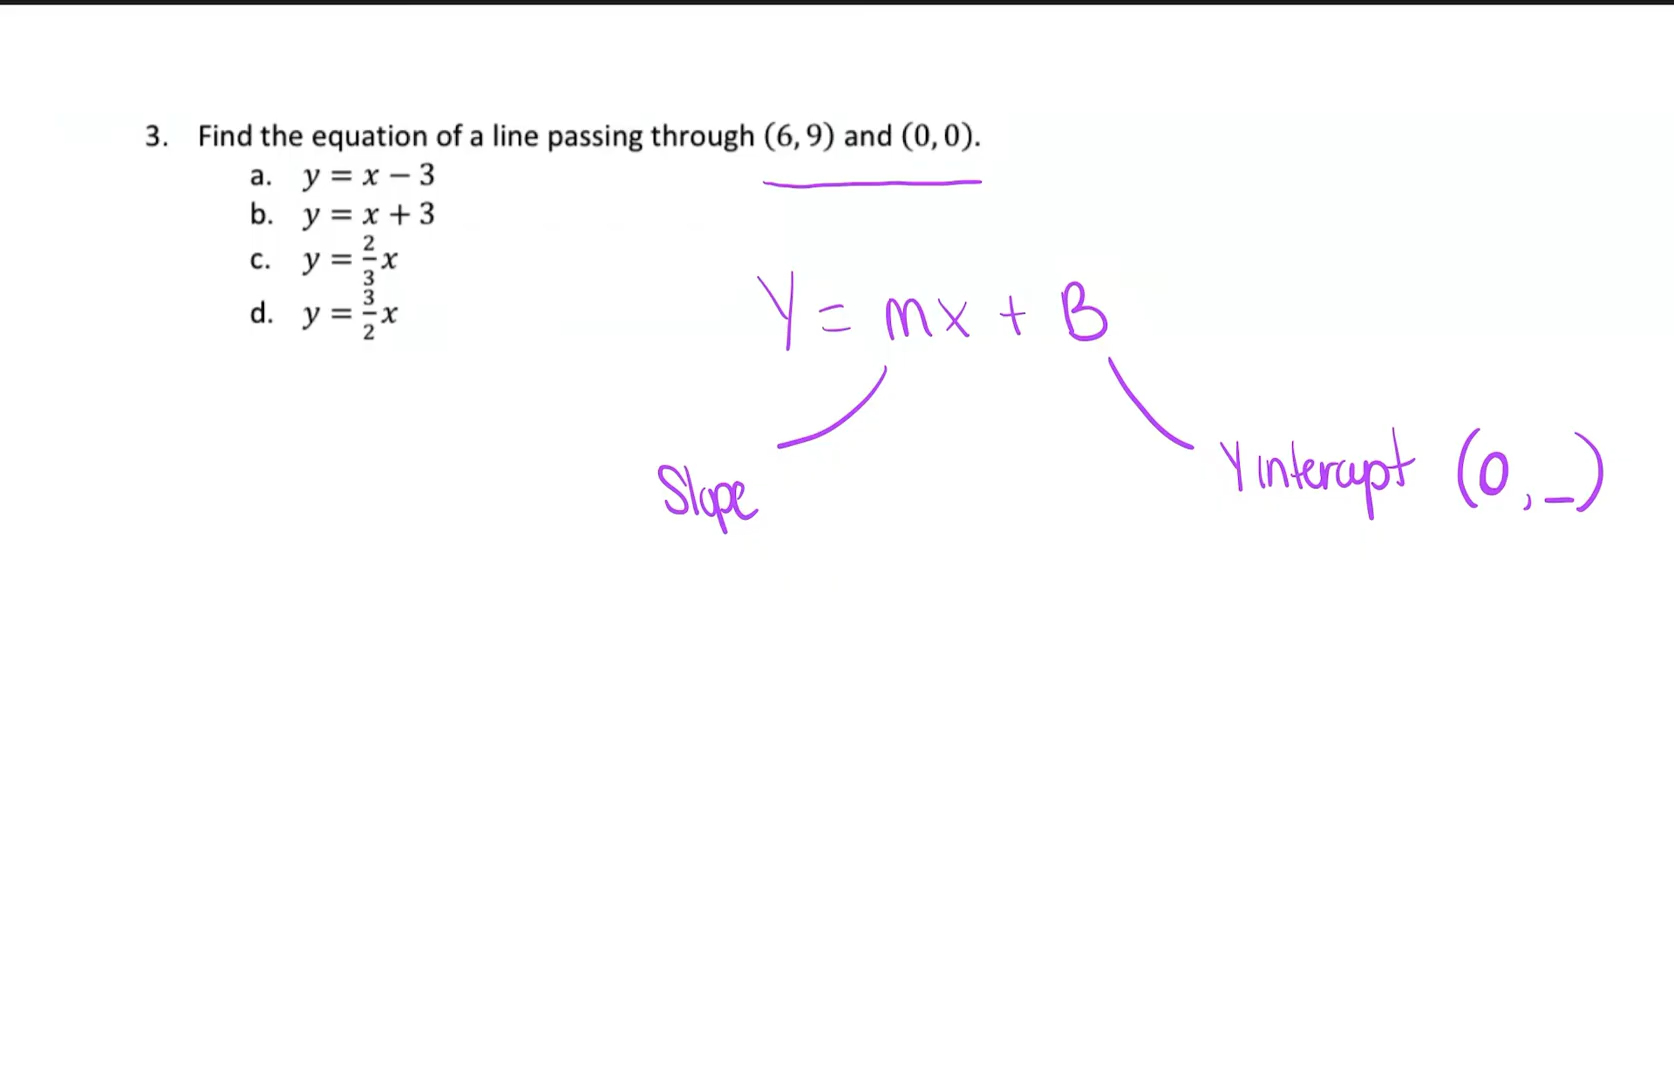 3. Find the equation of a line passing through (6, 9) and (0, 0).
a. y = x − 3
b. y = x + 3
c. y = 2/3 x
d. y = 3/2 x
Y = mx + B
Slope
Y intercept (0, _)